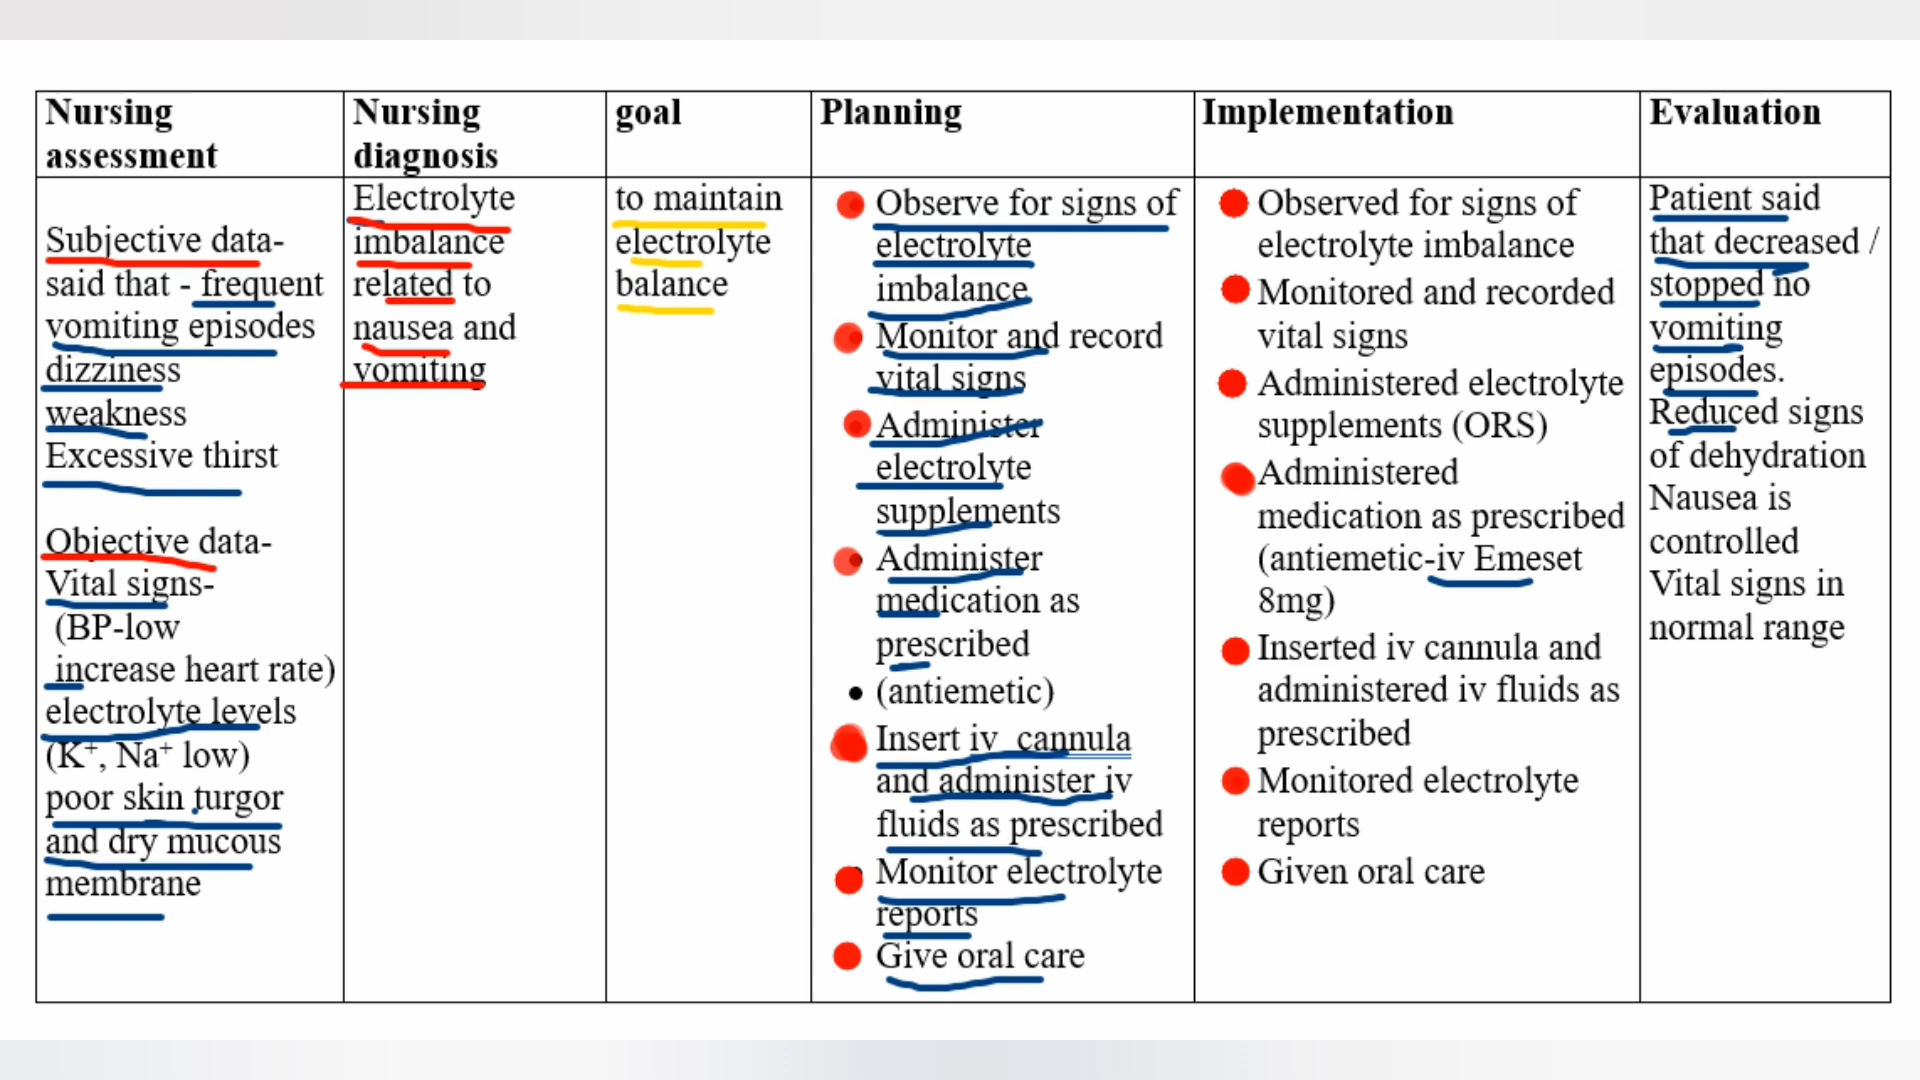 Nursing
assessment
Nursing
diagnosis
goal
Planning
Implementation
Evaluation
Subjective data-
said that - frequent
vomiting episodes
dizziness
weakness
Excessive thirst
Objective data-
Vital signs-
(BP-low
increase heart rate)
electrolyte levels
(K⁺, Na⁺ low)
poor skin turgor
and dry mucous
membrane
Electrolyte
imbalance
related to
nausea and
vomiting
to maintain
electrolyte
balance
Observe for signs of
electrolyte
imbalance
Monitor and record
vital signs
Administer
electrolyte
supplements
Administer
medication as
prescribed
(antiemetic)
Insert iv cannula
and administer iv
fluids as prescribed
Monitor electrolyte
reports
Give oral care
Observed for signs of
electrolyte imbalance
Monitored and recorded
vital signs
Administered electrolyte
supplements (ORS)
Administered
medication as prescribed
(antiemetic-iv Emeset
8mg)
Inserted iv cannula and
administered iv fluids as
prescribed
Monitored electrolyte
reports
Given oral care
Patient said
that decreased /
stopped no
vomiting
episodes.
Reduced signs
of dehydration
Nausea is
controlled
Vital signs in
normal range